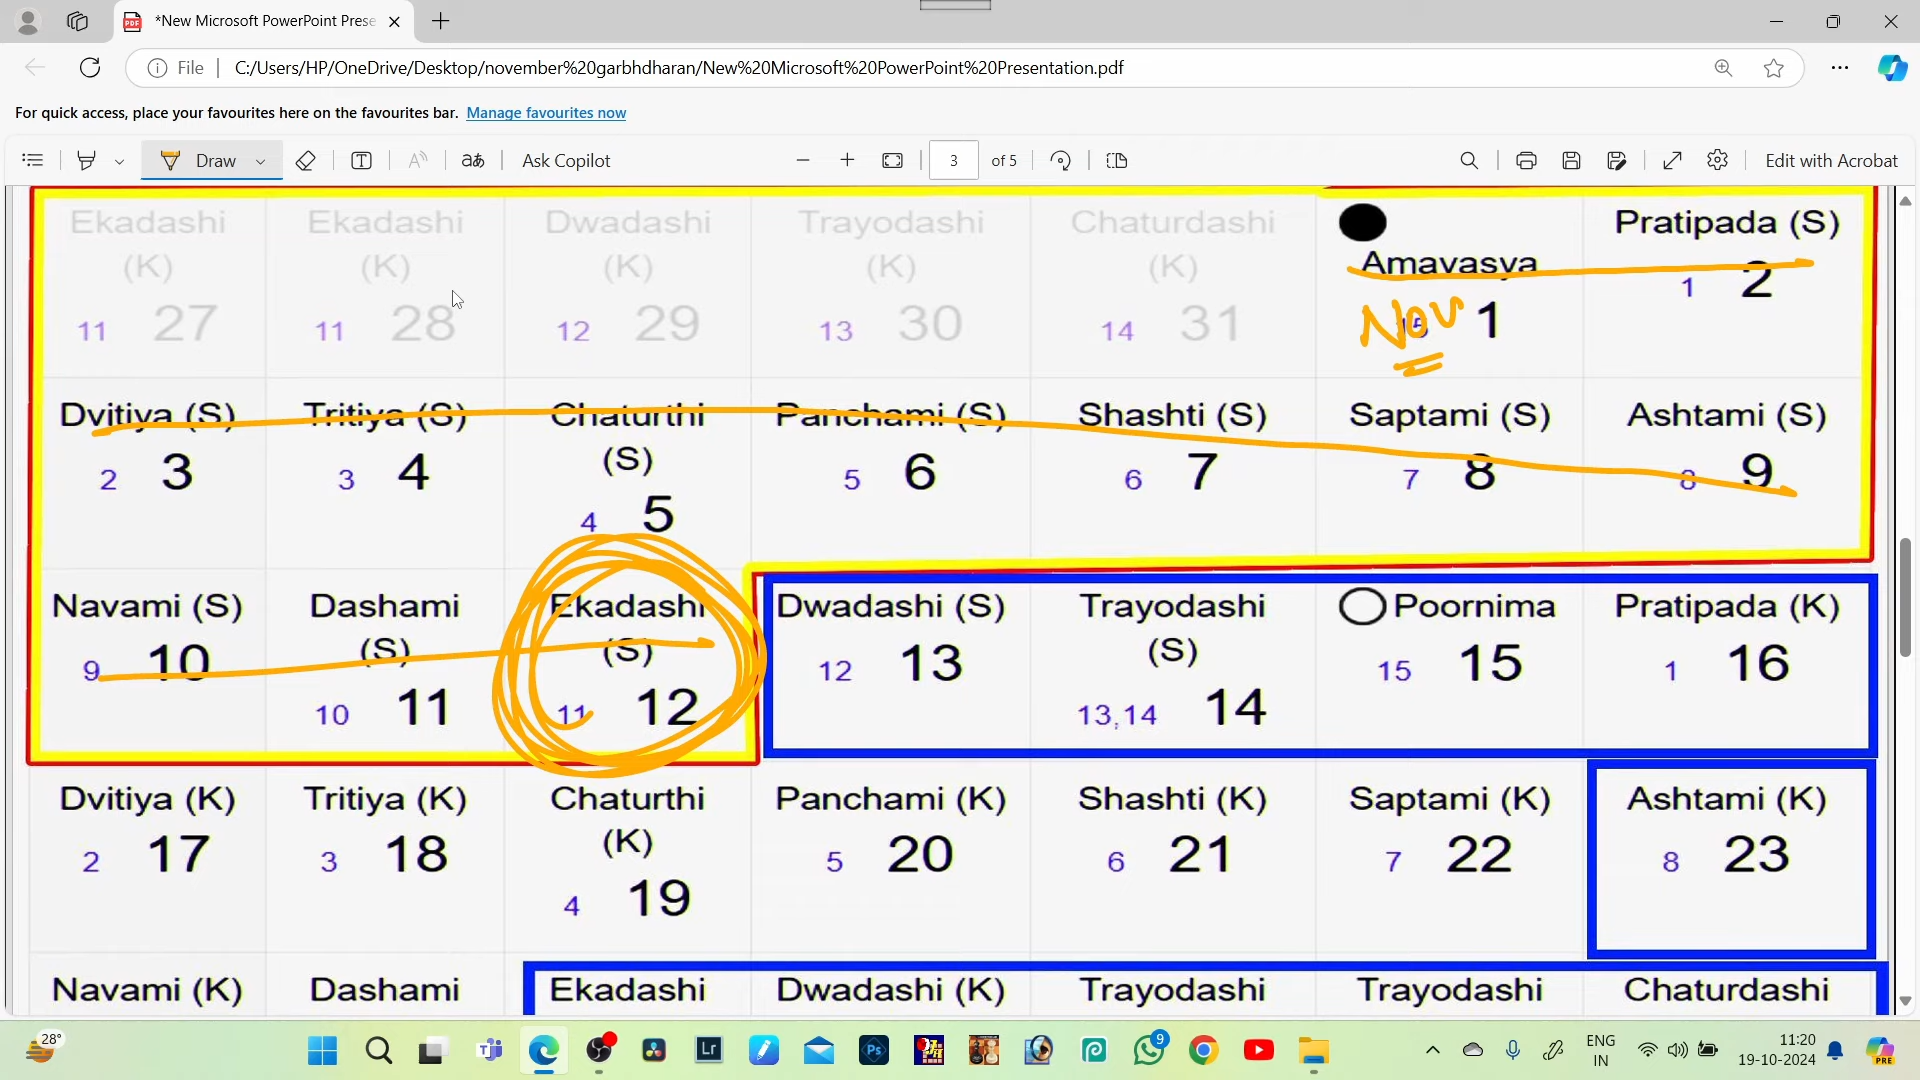 *New Microsoft PowerPoint Prese
File
C:/Users/HP/OneDrive/Desktop/november%20garbhdharan/New%20Microsoft%20PowerPoint%20Presentation.pdf
For quick access, place your favourites here on the favourites bar. Manage favourites now
Draw
aあ
Ask Copilot
3 of 5
Edit with Acrobat
Ekadashi (K) 11 27
Ekadashi (K) 11 28
Dwadashi (K) 12 29
Trayodashi (K) 13 30
Chaturdashi (K) 14 31
Amavasya 15 1
Nov
Pratipada (S) 1 2
Dvitiya (S) 2 3
Tritiya (S) 3 4
Chaturthi (S) 4 5
Panchami (S) 5 6
Shashti (S) 6 7
Saptami (S) 7 8
Ashtami (S) 8 9
Navami (S) 9 10
Dashami (S) 10 11
Ekadashi (S) 11 12
Dwadashi (S) 12 13
Trayodashi (S) 13,14 14
Poornima 15 15
Pratipada (K) 1 16
Dvitiya (K) 2 17
Tritiya (K) 3 18
Chaturthi (K) 4 19
Panchami (K) 5 20
Shashti (K) 6 21
Saptami (K) 7 22
Ashtami (K) 8 23
Navami (K)
Dashami
Ekadashi
Dwadashi (K)
Trayodashi
Trayodashi
Chaturdashi
28°
Lr
Ps
9
ENG
IN
11:20
19-10-2024
PRE